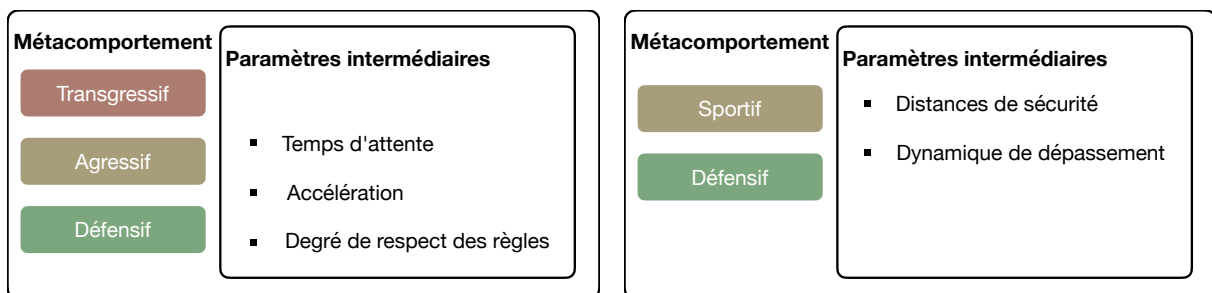 Métacomportement
Transgressif
Agressif
Défensif
Paramètres intermédiaires
Temps d'attente
Accélération
Degré de respect des règles
Métacomportement
Sportif
Défensif
Paramètres intermédiaires
Distances de sécurité
Dynamique de dépassement